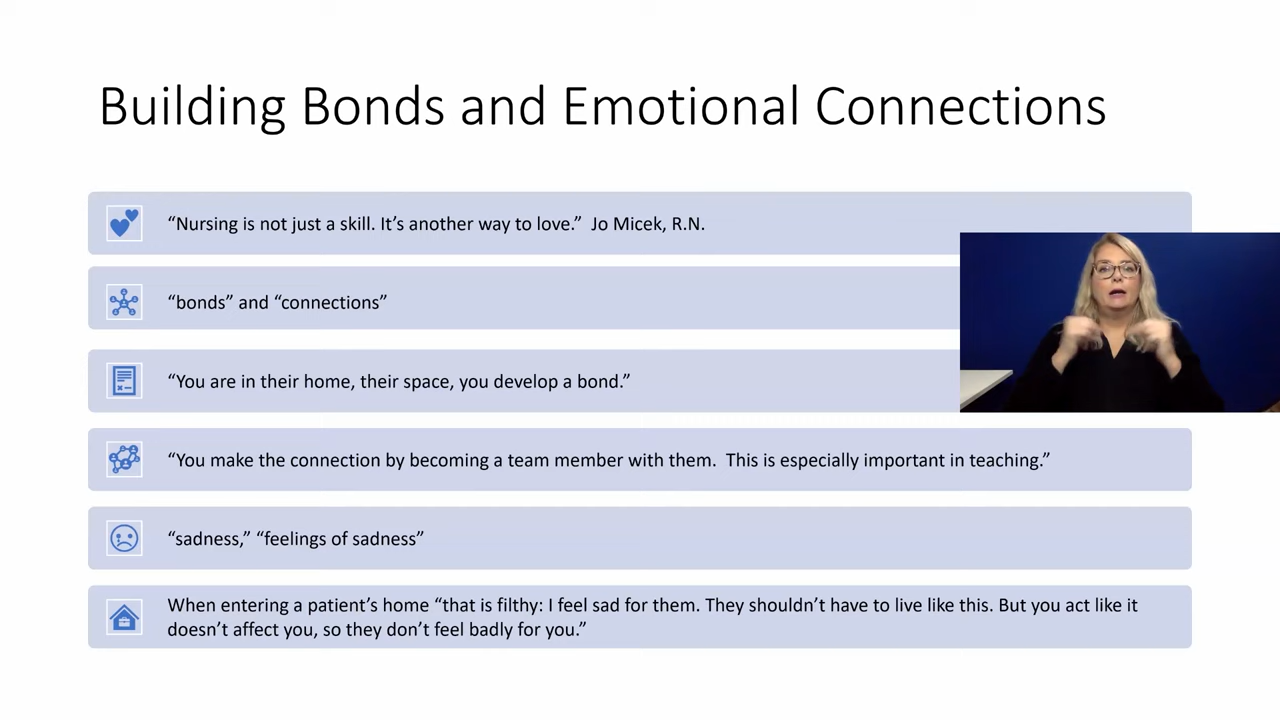 Building Bonds and Emotional Connections
“Nursing is not just a skill. It’s another way to love.”  Jo Micek, R.N.
“bonds” and “connections”
“You are in their home, their space, you develop a bond.”
“You make the connection by becoming a team member with them.  This is especially important in teaching.”
“sadness,” “feelings of sadness”
When entering a patient’s home “that is filthy: I feel sad for them. They shouldn’t have to live like this. But you act like it
doesn’t affect you, so they don’t feel badly for you.”